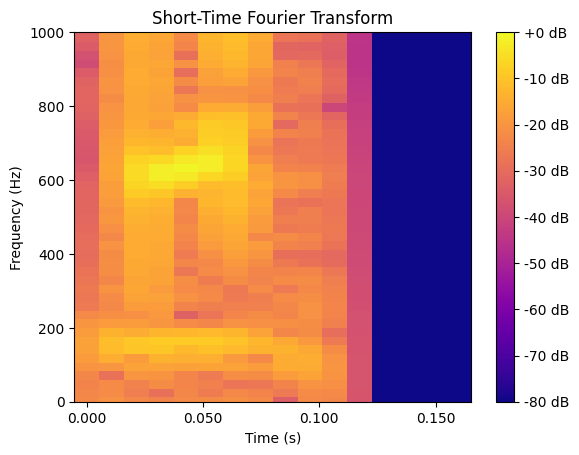 Short-Time Fourier Transform
1000
800
600
400
200
0
Frequency (Hz)
0.000
0.050
0.100
0.150
Time (s)
+0 dB
-10 dB
-20 dB
-30 dB
-40 dB
-50 dB
-60 dB
-70 dB
-80 dB